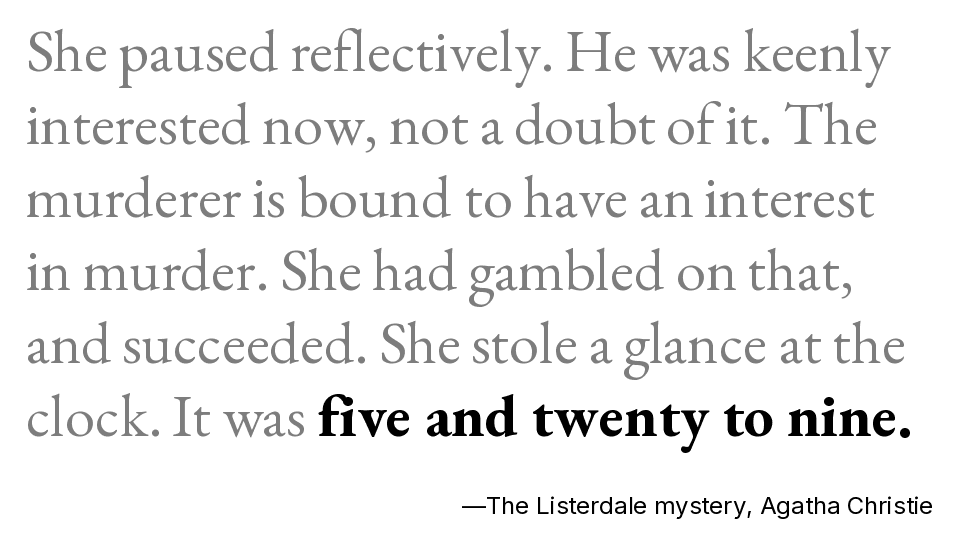 She paused reflectively. He was keenly
interested now, not a doubt of it. The
murderer is bound to have an interest
in murder. She had gambled on that,
and succeeded. She stole a glance at the
clock. It was five and twenty to nine.
—The Listerdale mystery, Agatha Christie